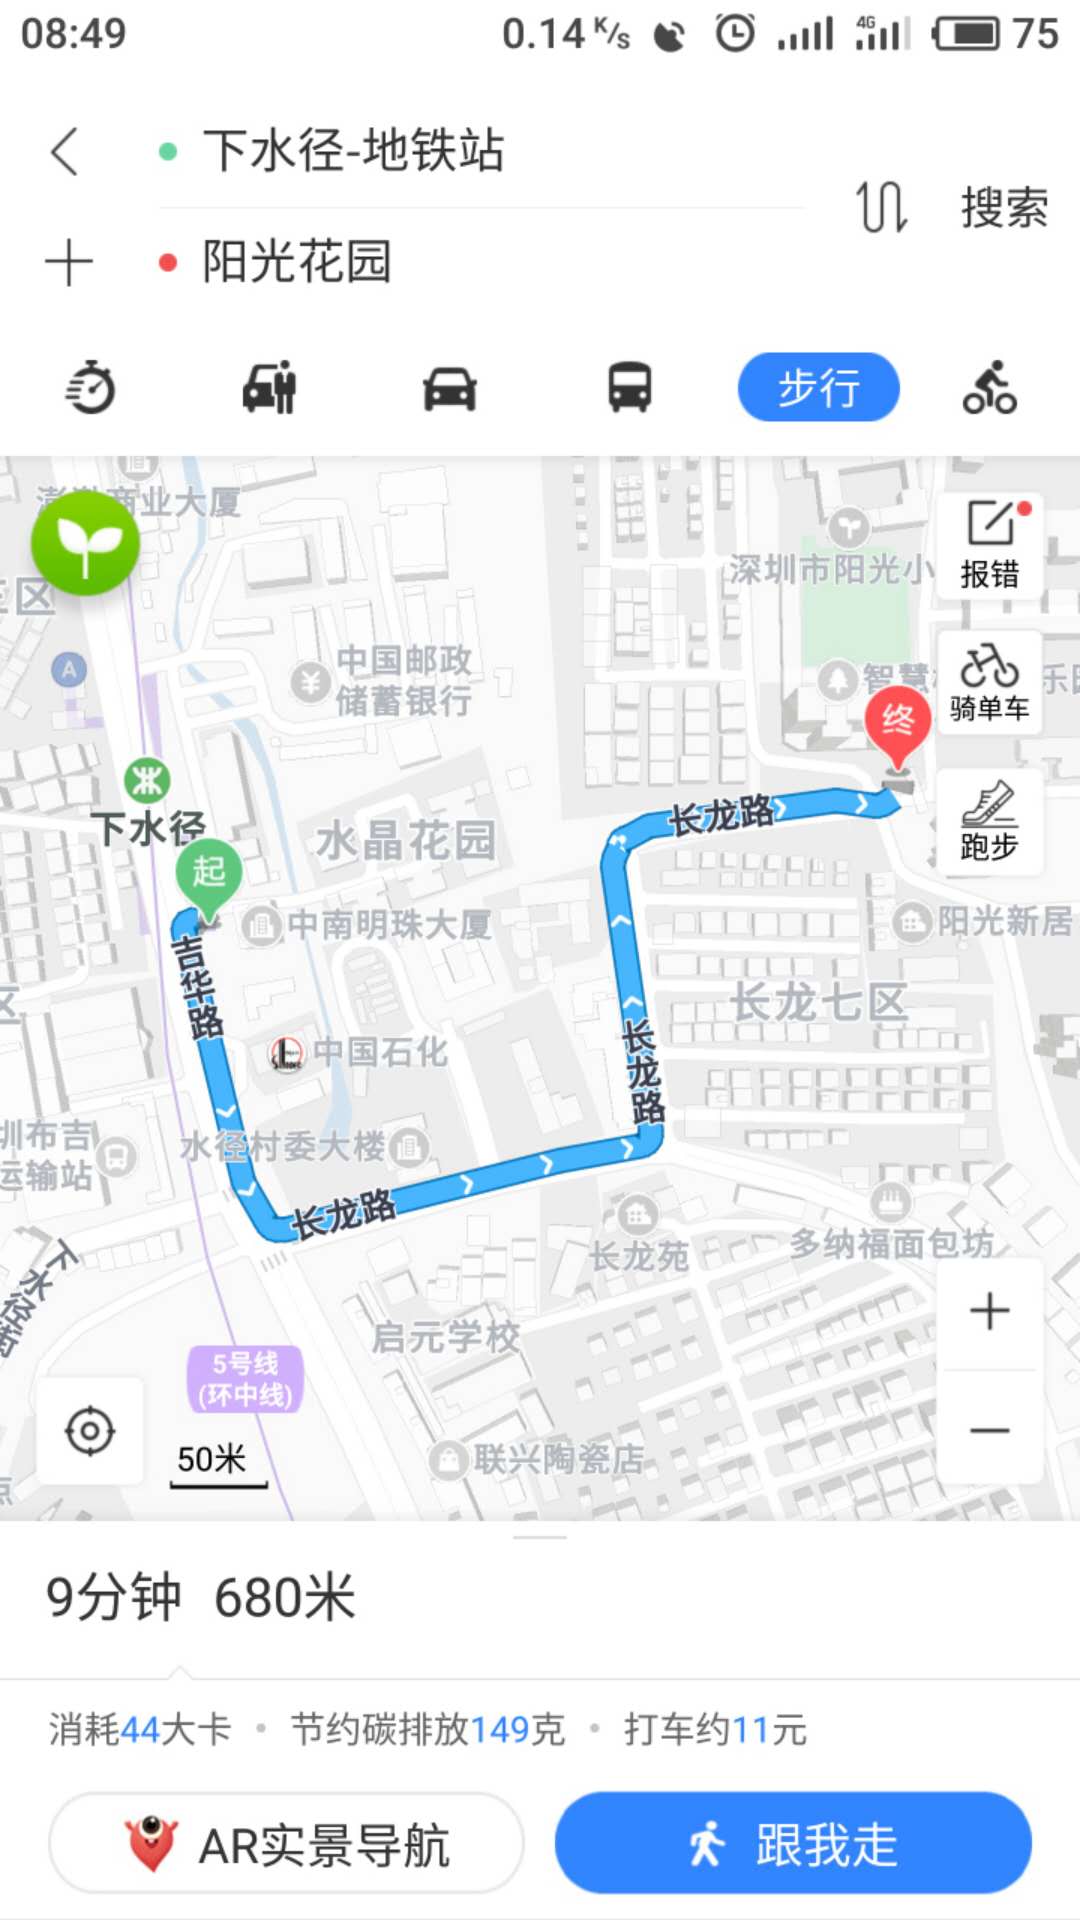 08:49
0.14 K/s
4G
75
下水径-地铁站
搜索
阳光花园
步行
商业大厦
深圳市阳光小
报错
区
A
中国邮政
储蓄银行
智慧
骑单车
终
下水径
水晶花园
长龙路
跑步
起
中南明珠大厦
阳光新居
吉华路
长龙七区
长龙路
中国石化
圳布吉
运输站
水径村委大楼
长龙路
长龙苑
多纳福面包坊
下水径街
启元学校
5号线
(环中线)
50米
联兴陶瓷店
9分钟 680米
消耗44大卡 • 节约碳排放149克 • 打车约11元
AR实景导航
跟我走